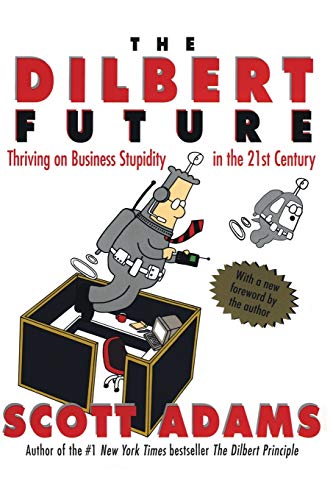 THE
DILBERT
FUTURE
Thriving on Business Stupidity in the 21st Century
With a new
foreword by
the author
SCOTT ADAMS
Author of the #1 New York Times bestseller The Dilbert Principle